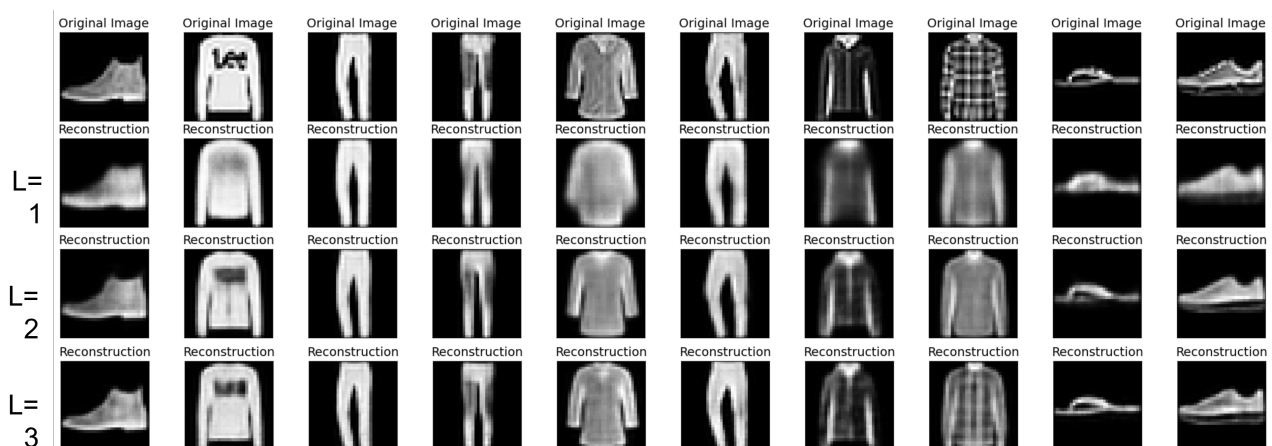 Original Image Original Image Original Image Original Image Original Image Original Image Original Image Original Image Original Image Original Image
Lee
Reconstruction Reconstruction Reconstruction Reconstruction Reconstruction Reconstruction Reconstruction Reconstruction Reconstruction Reconstruction
L=
1
Reconstruction Reconstruction Reconstruction Reconstruction Reconstruction Reconstruction Reconstruction Reconstruction Reconstruction Reconstruction
L=
2
Reconstruction Reconstruction Reconstruction Reconstruction Reconstruction Reconstruction Reconstruction Reconstruction Reconstruction Reconstruction
L=
3